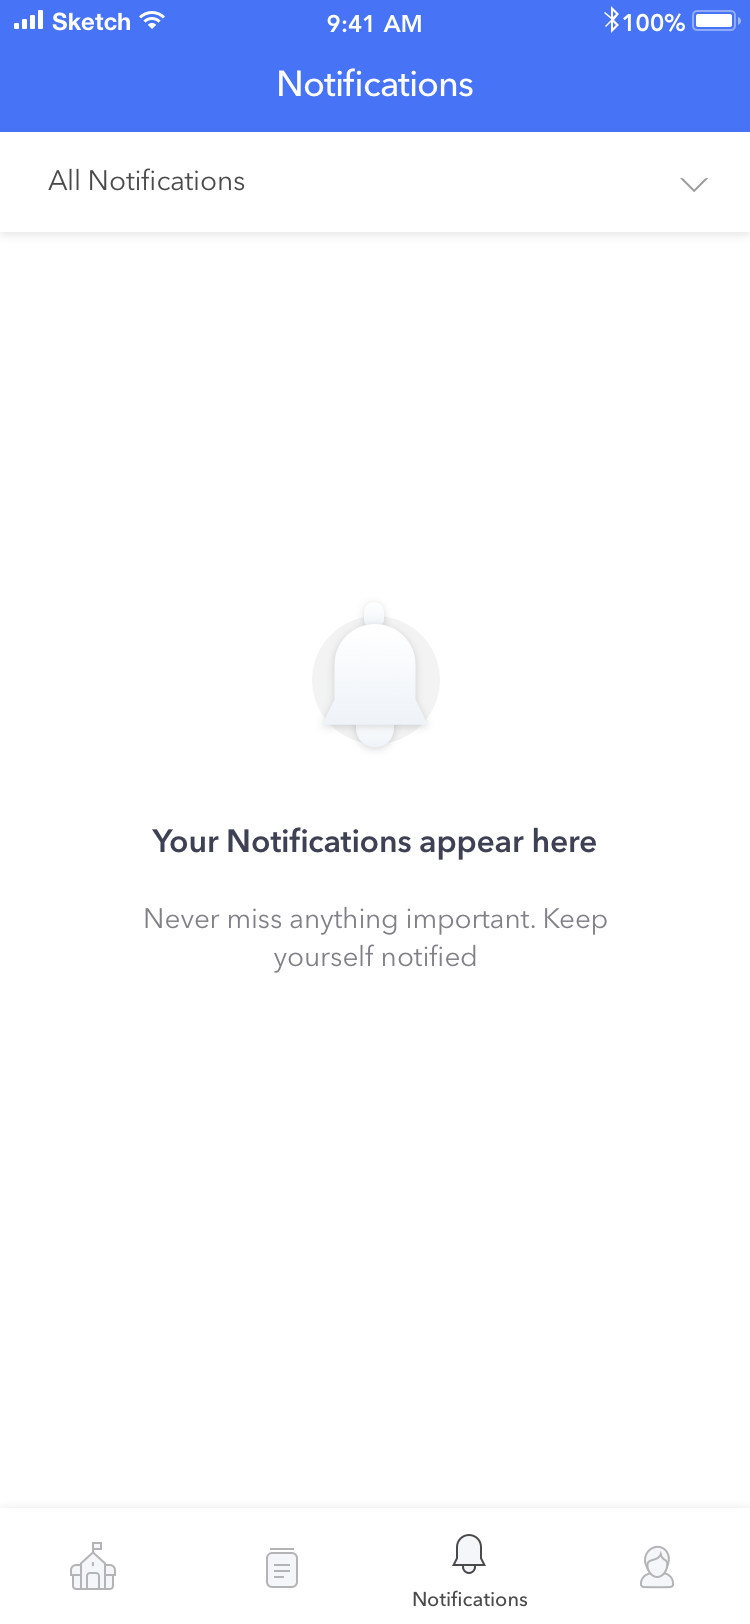 Sketch 9:41 AM 100%
Notifications
All Notifications
Your Notifications appear here
Never miss anything important. Keep
yourself notified
Notifications